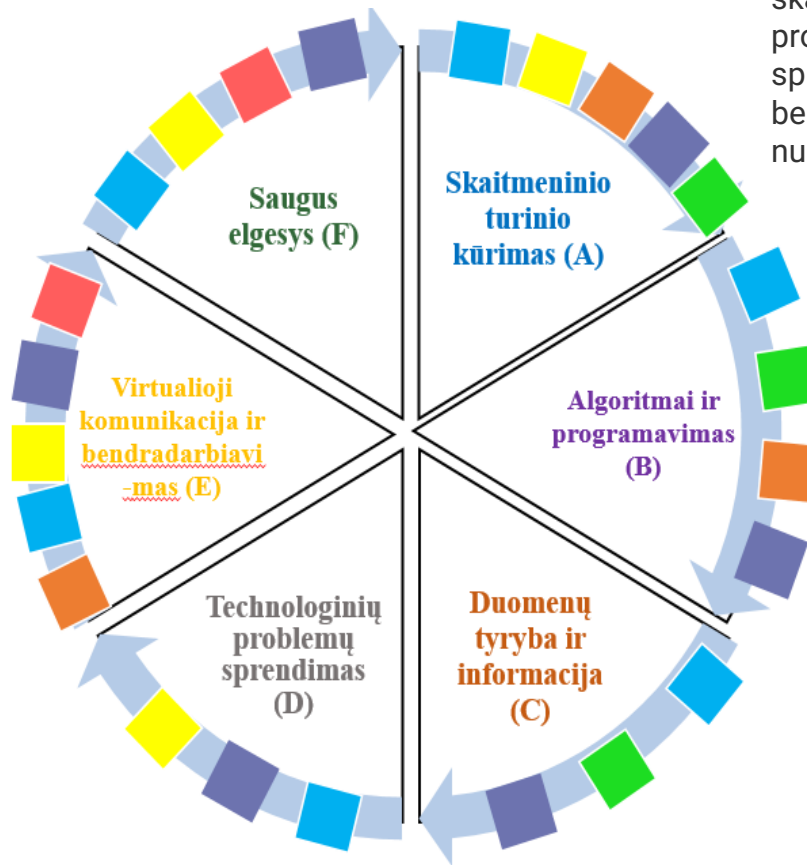 Skaitmeninio
turinio
kūrimas (A)
Algoritmai ir
programavimas
(B)
Duomenų
tyryba ir
informacija
(C)
Technologinių
problemų
sprendimas
(D)
Virtualioji
komunikacija ir
bendradarbiavi
-mas (E)
Saugus
elgesys (F)